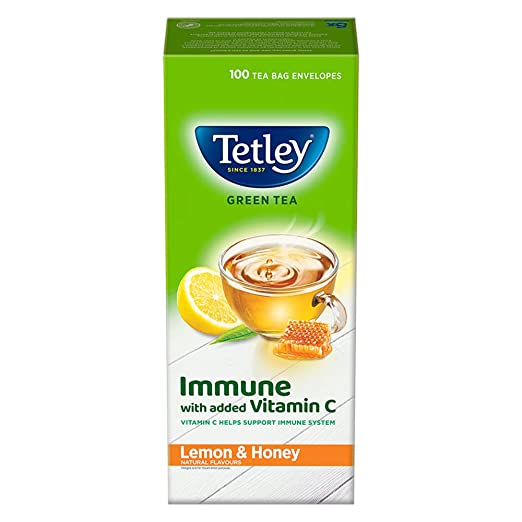 100 TEA BAG ENVELOPES
Tetley®
SINCE 1837
GREEN TEA
Immune
with added Vitamin C
VITAMIN C HELPS SUPPORT IMMUNE SYSTEM
Lemon & Honey
NATURAL FLAVOURS